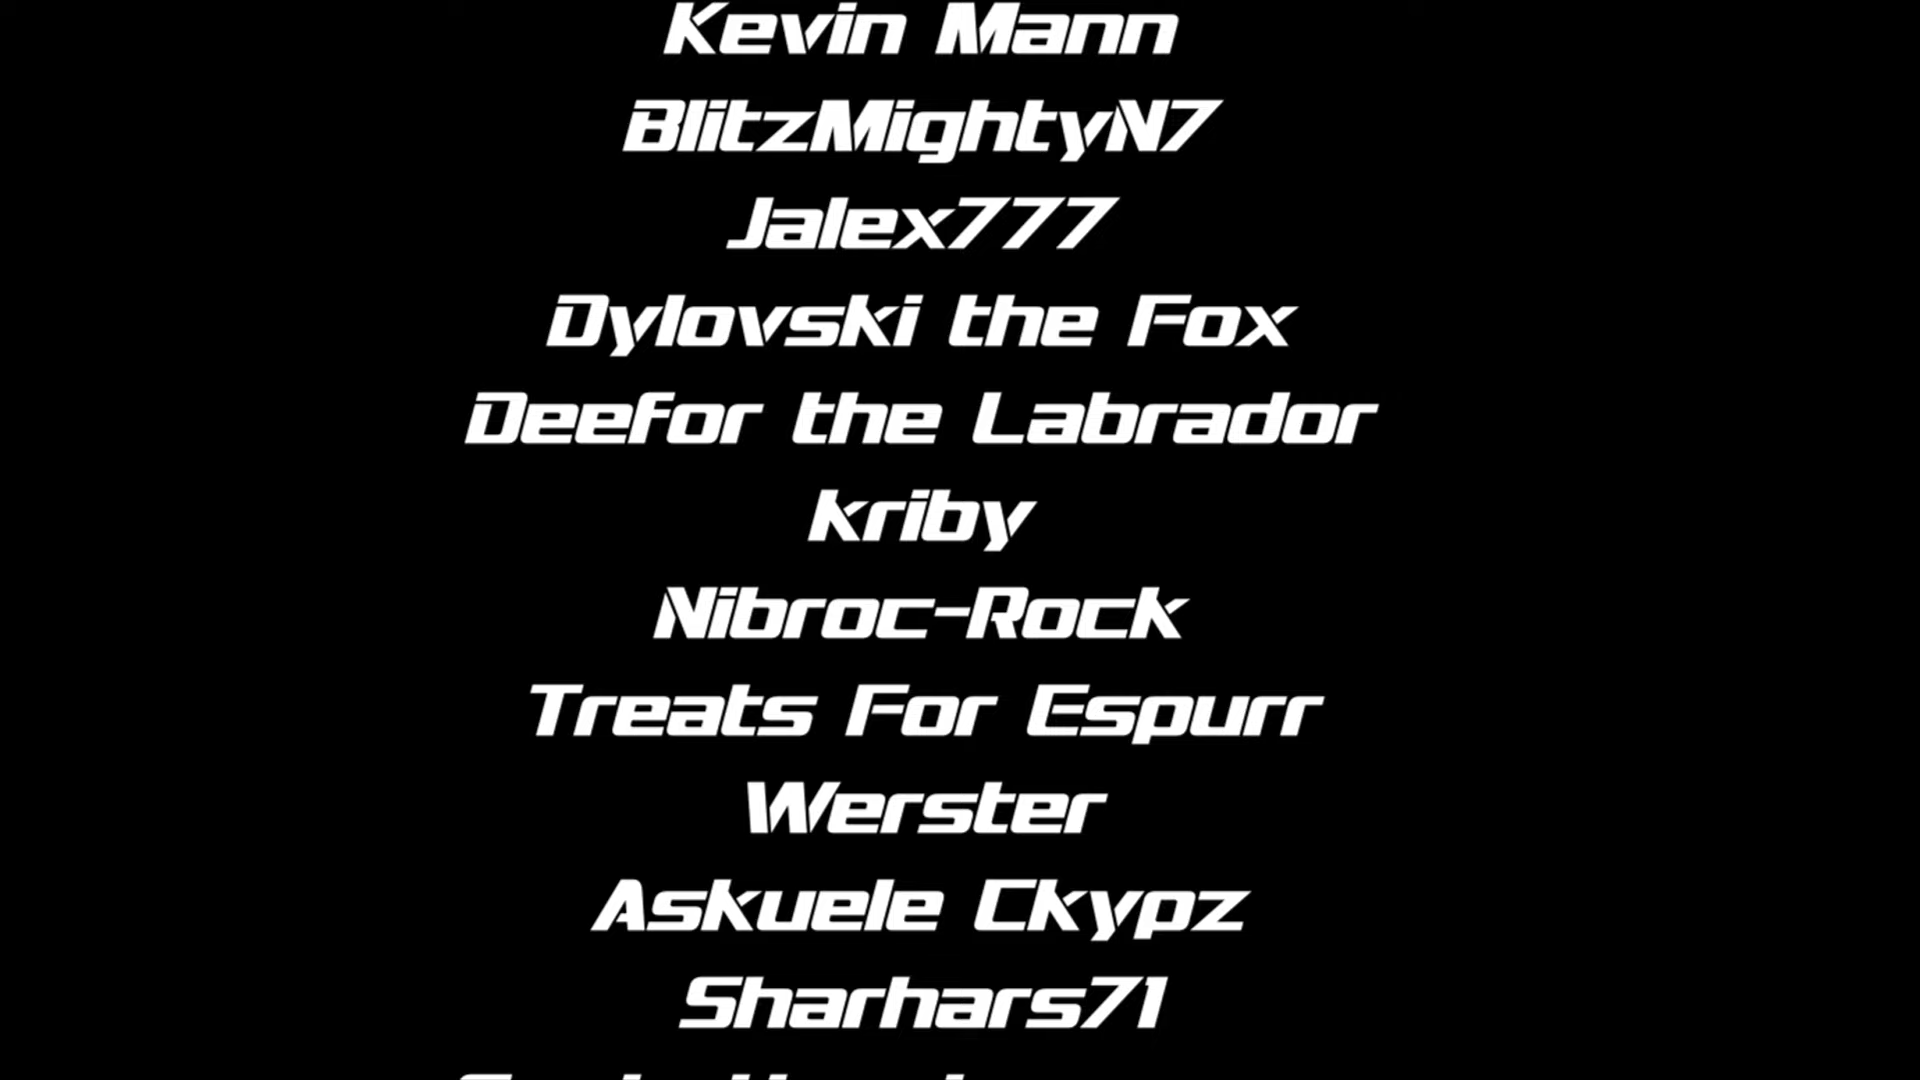 Kevin Mann
BlitzMightyN7
Jalex777
Dylovski the Fox
Deefor the Labrador
kriby
Nibroc-Rock
Treats For Espurr
Werster
Askuele Ckypz
Sharhars71